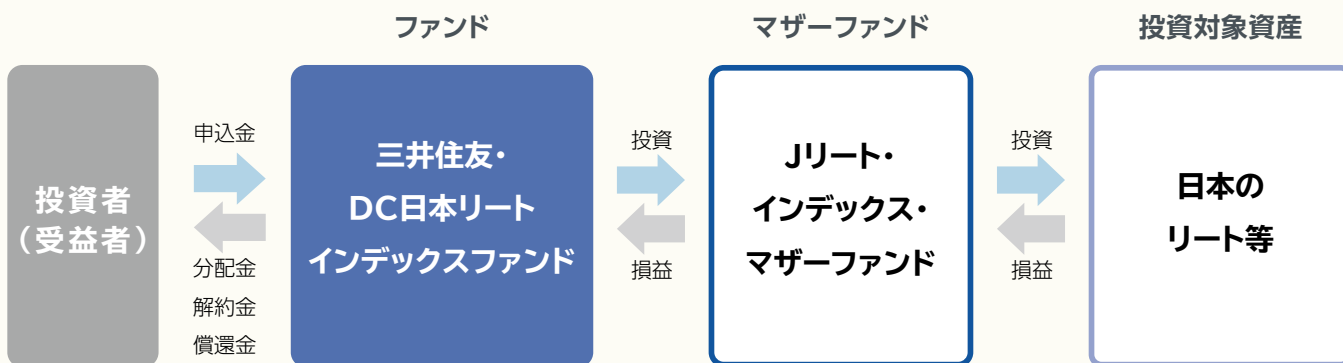 ファンド
マザーファンド
投資対象資産
投資者
（受益者）
申込金
分配金
解約金
償還金
三井住友・
DC日本リート
インデックスファンド
投資
損益
Jリート・
インデックス・
マザーファンド
投資
損益
日本の
リート等